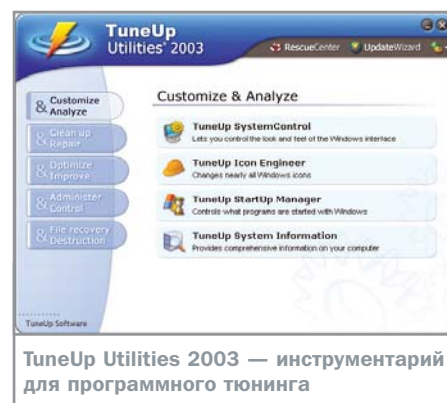 TuneUp
Utilities® 2003
RescueCenter UpdateWizard
& Customize
Analyze
& Clean up
Repair
& Optimize
Improve
& Administer
Control
& File recovery
Destruction
Customize & Analyze
TuneUp SystemControl
Lets you control the look and feel of the Windows interface
TuneUp Icon Engineer
Changes nearly all Windows icons
TuneUp StartUp Manager
Controls what programs are started with Windows
TuneUp System Information
Provides comprehensive information on your computer
TuneUp Software
TuneUp Utilities 2003 — инструментарий
для программного тюнинга